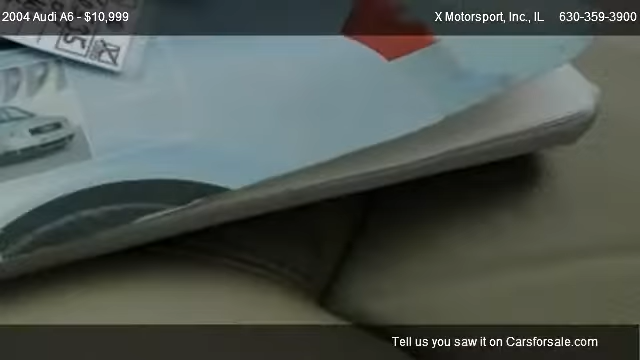 2004 Audi A6 - $10,999
X Motorsport, Inc., IL 630-359-3900
Tell us you saw it on Carsforsale.com